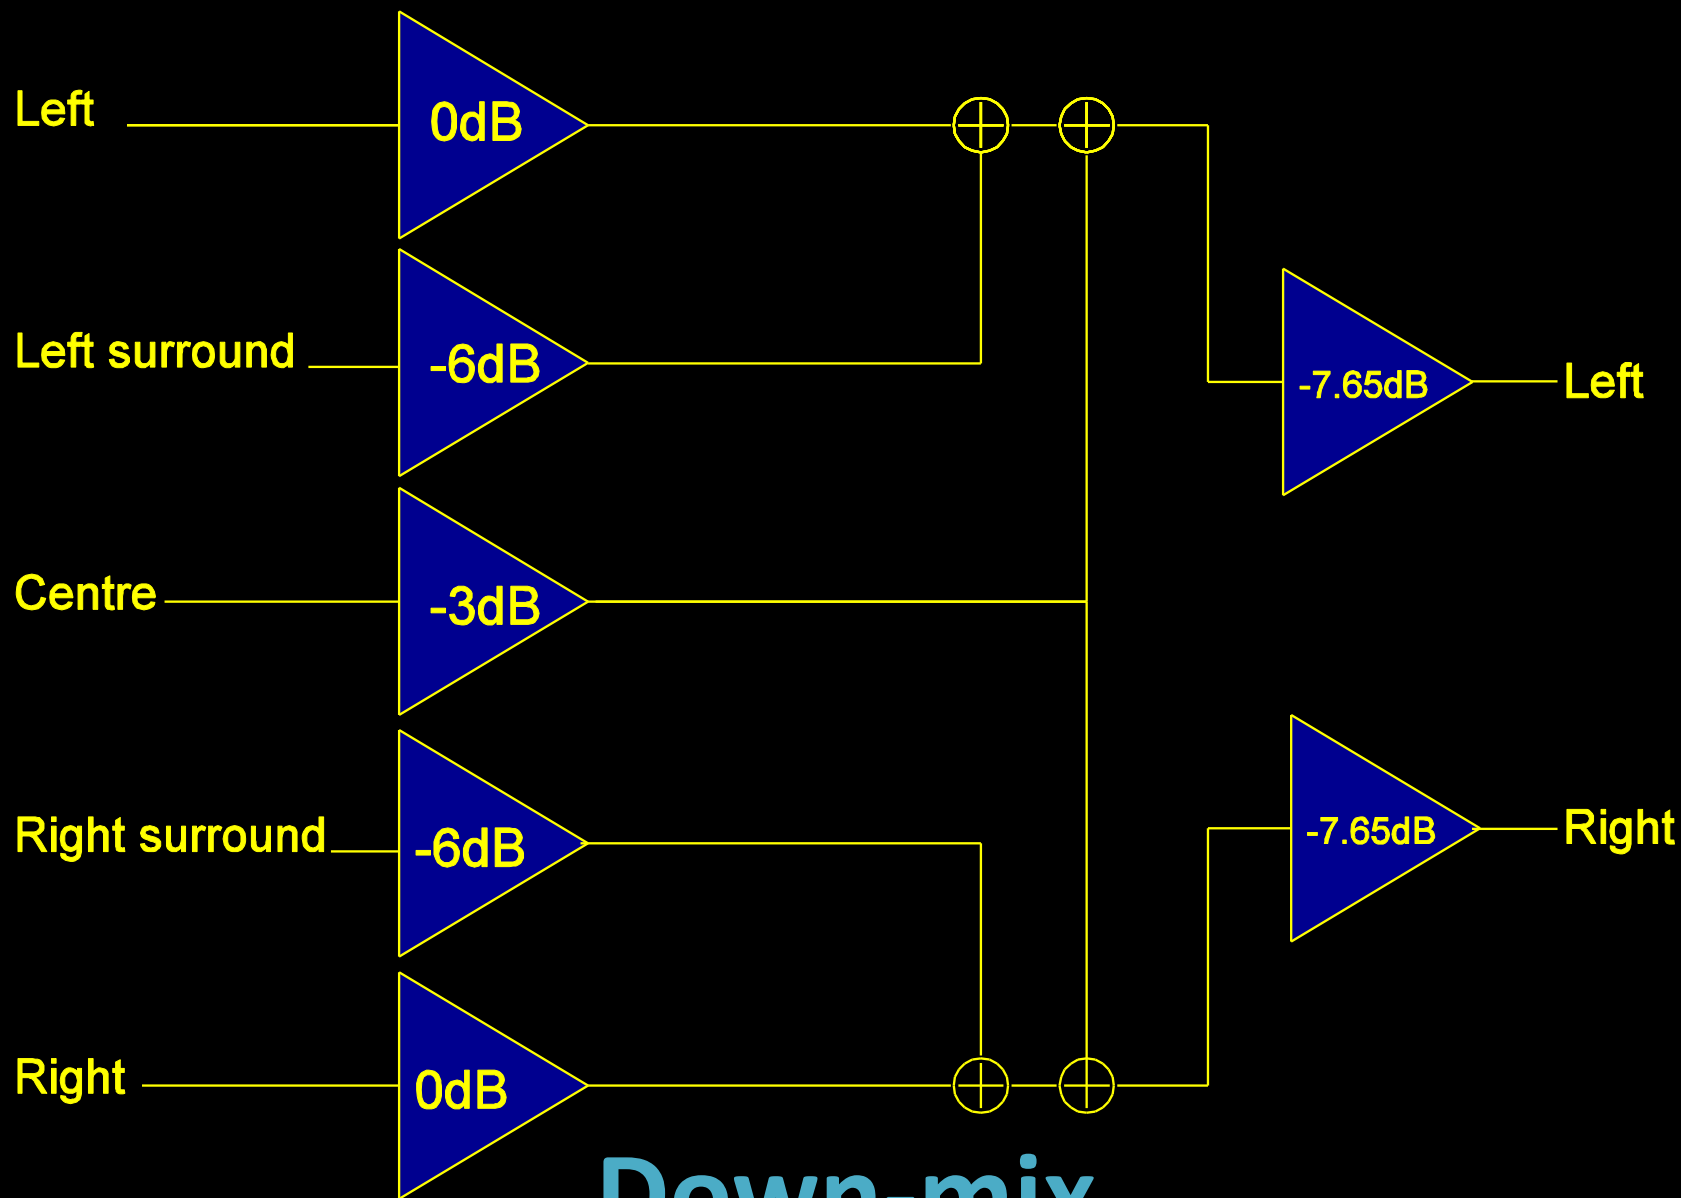 Left
0dB
Left surround
-6dB
-7.65dB
Left
Centre
-3dB
Right surround
-6dB
-7.65dB
Right
Right
0dB
Down-mix